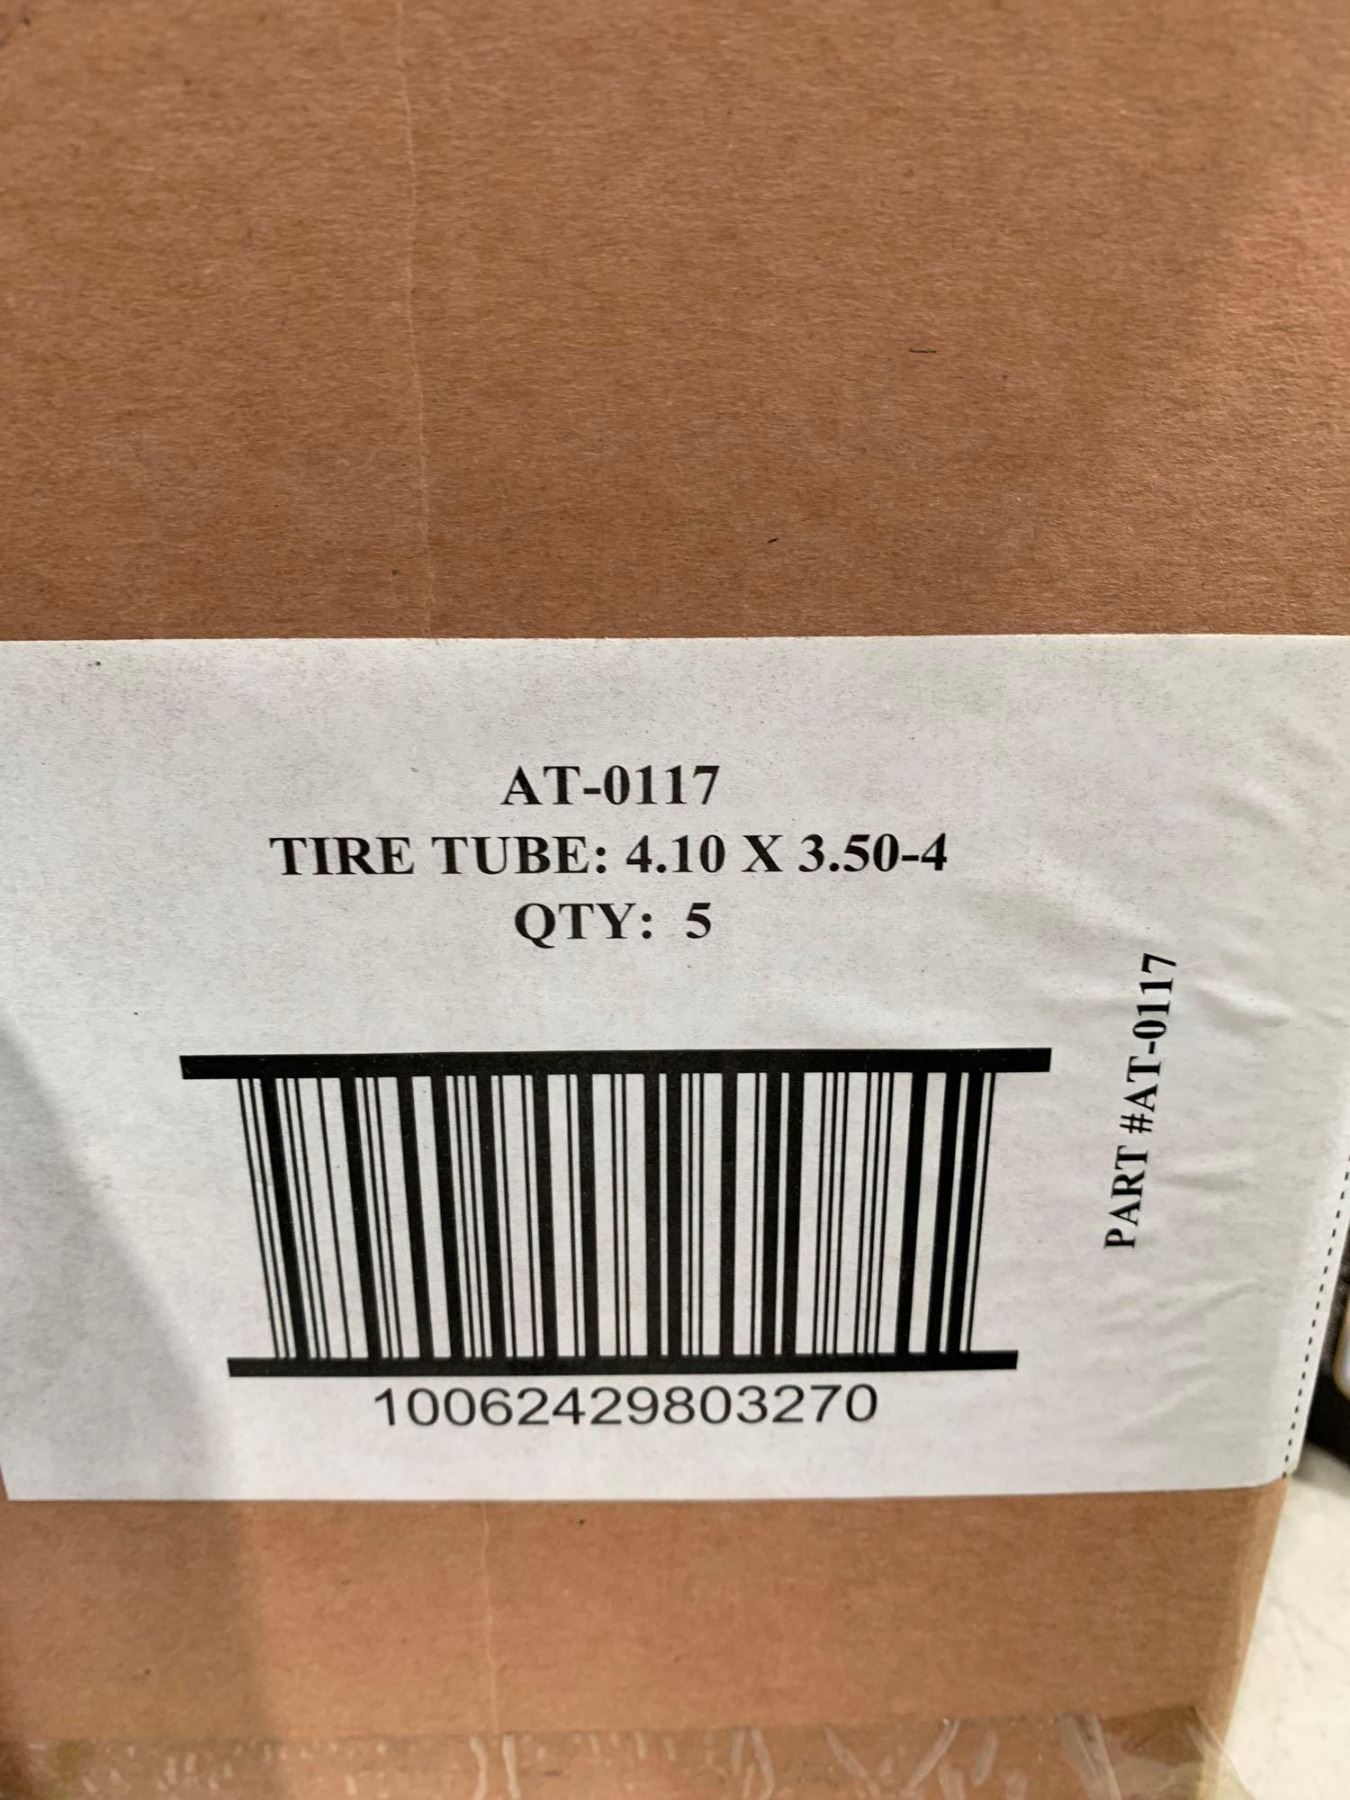 AT-0117
TIRE TUBE: 4.10 X 3.50-4
QTY: 5
PART #AT-0117
10062429803270